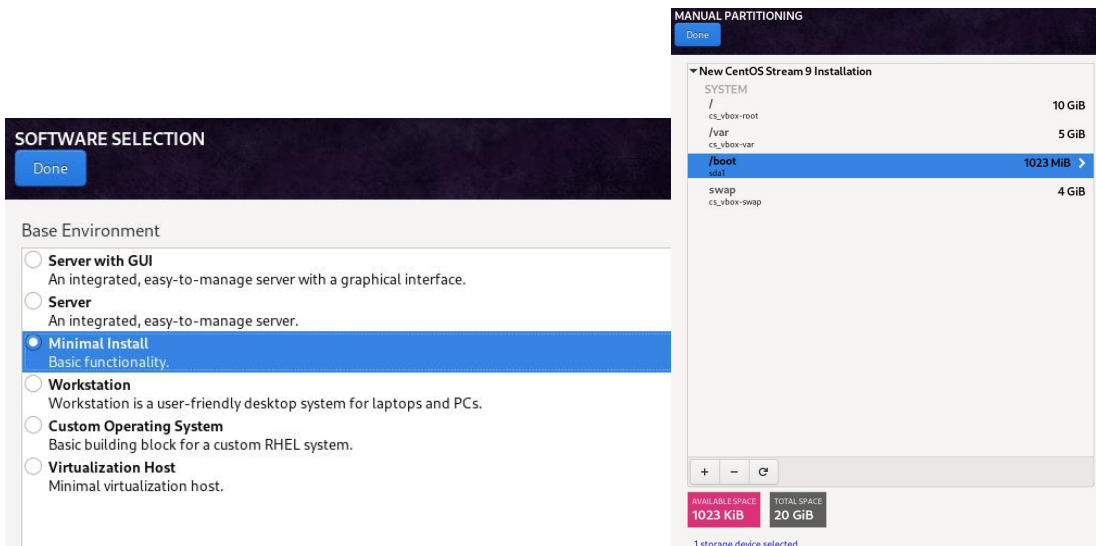 SOFTWARE SELECTION
Done
Base Environment
Server with GUI
An integrated, easy-to-manage server with a graphical interface.
Server
An integrated, easy-to-manage server.
Minimal Install
Basic functionality.
Workstation
Workstation is a user-friendly desktop system for laptops and PCs.
Custom Operating System
Basic building block for a custom RHEL system.
Virtualization Host
Minimal virtualization host.
MANUAL PARTITIONING
Done
New CentOS Stream 9 Installation
SYSTEM
/ 10 GiB
cs_vbox-root
/var 5 GiB
cs_vbox-var
/boot 1023 MiB
sda1
swap 4 GiB
cs_vbox-swap
AVAILABLE SPACE
1023 KiB
TOTAL SPACE
20 GiB
1 storage device selected